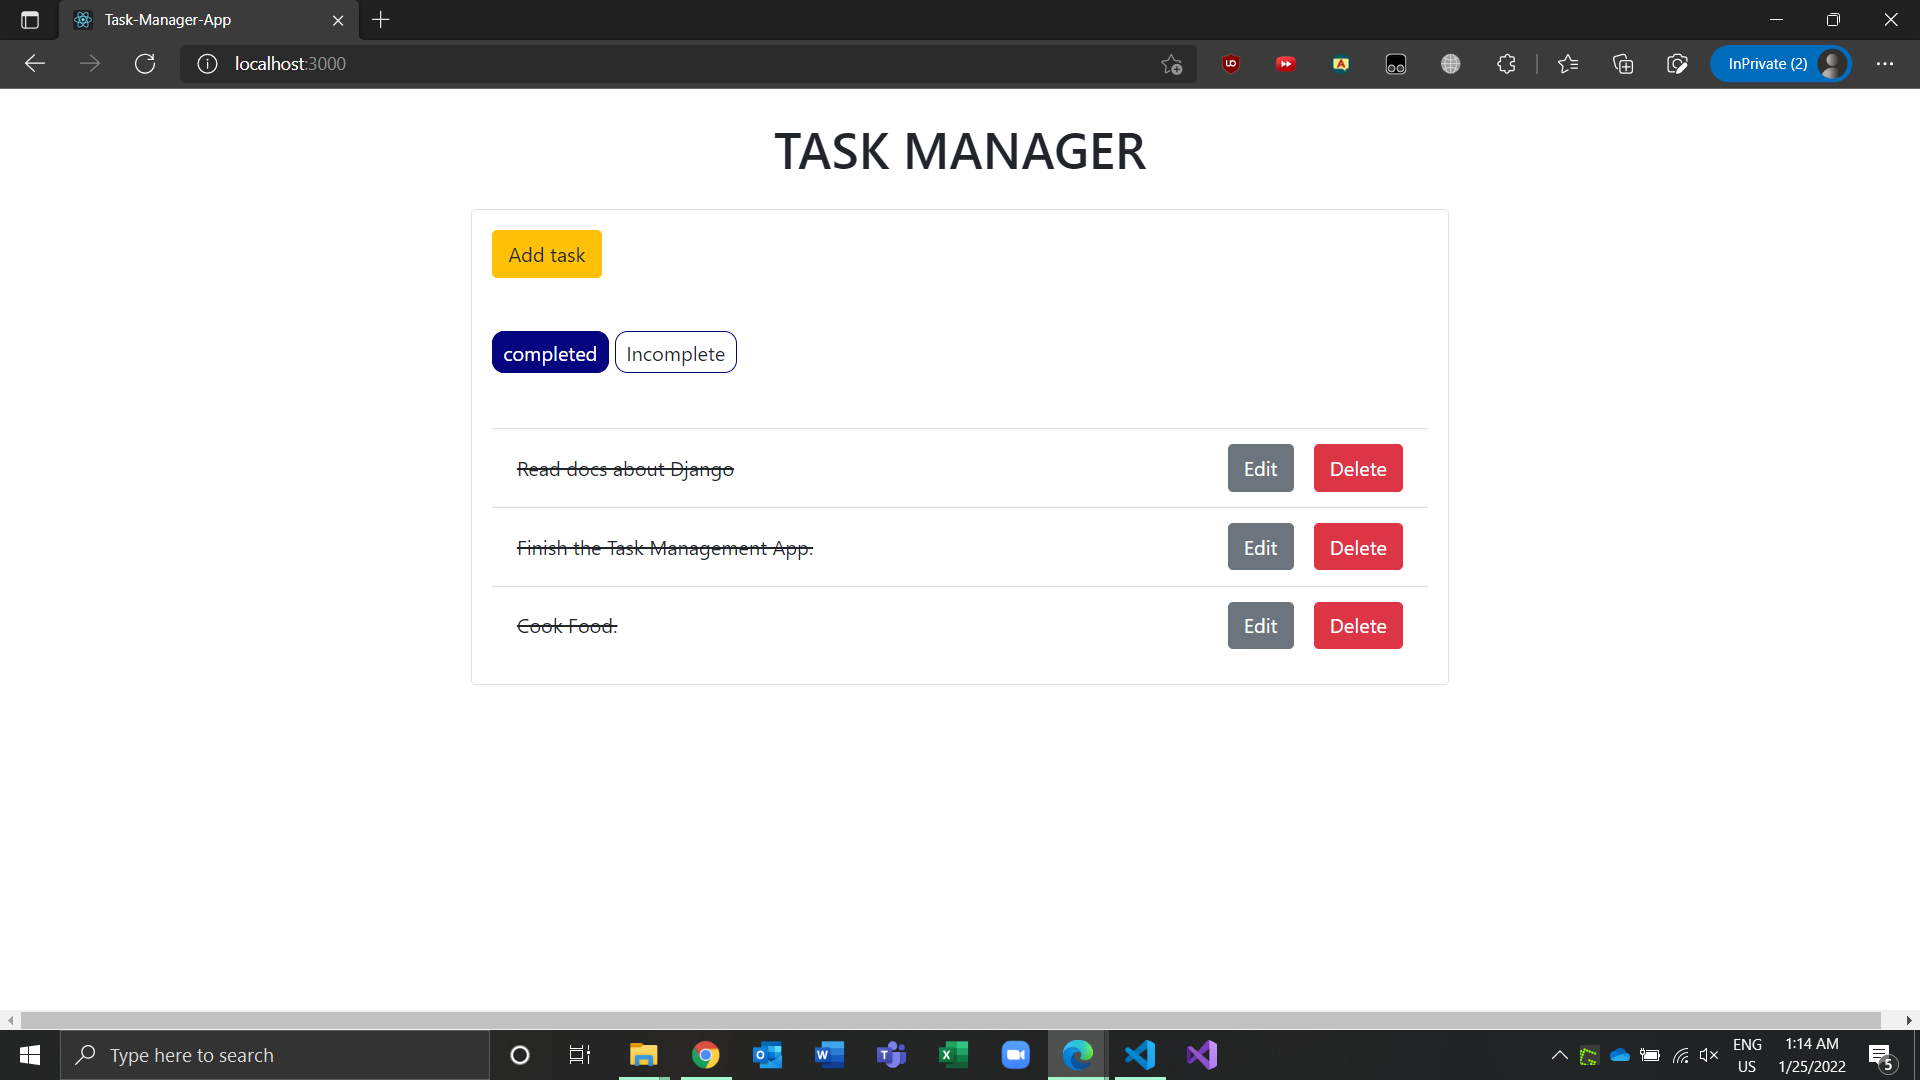 Task-Manager-App
localhost:3000
InPrivate (2)
TASK MANAGER
Add task
completed Incomplete
Read docs about Django Edit Delete
Finish the Task Management App. Edit Delete
Cook Food. Edit Delete
Type here to search
ENG
US
1:14 AM
1/25/2022
5